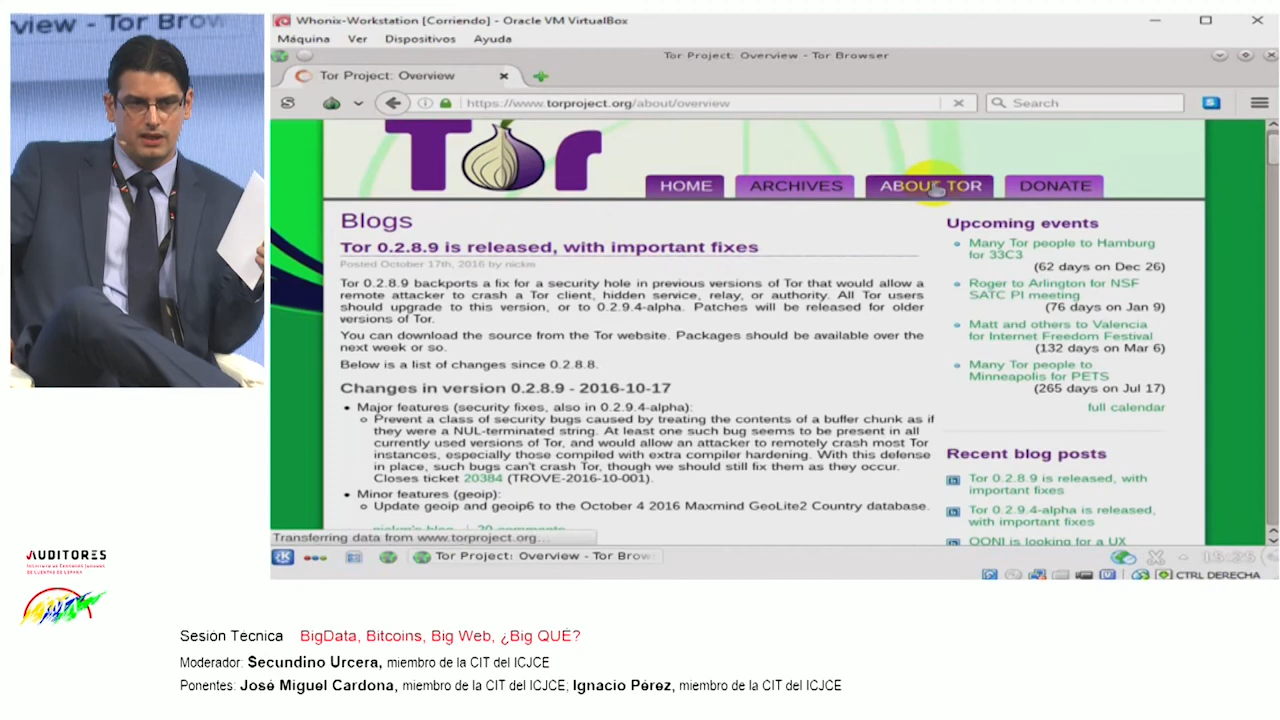 view - Tor Brow
Whonix-Workstation [Corriendo] - Oracle VM VirtualBox
Máquina Ver Dispositivos Ayuda
Tor Project: Overview - Tor Browser
Tor Project: Overview
https://www.torproject.org/about/overview
Search
Tor
HOME ARCHIVES ABOUT TOR DONATE
Blogs
Tor 0.2.8.9 is released, with important fixes
Posted October 17th, 2016 by nickm
Tor 0.2.8.9 backports a fix for a security hole in previous versions of Tor that would allow a
remote attacker to crash a Tor client, hidden service, relay, or authority. All Tor users
should upgrade to this version, or to 0.2.9.4-alpha. Patches will be released for older
versions of Tor.
You can download the source from the Tor website. Packages should be available over the
next week or so.
Below is a list of changes since 0.2.8.8.
Changes in version 0.2.8.9 - 2016-10-17
Major features (security fixes, also in 0.2.9.4-alpha):
Prevent a class of security bugs caused by treating the contents of a buffer chunk as if
they were a NUL-terminated string. At least one such bug seems to be present in all
currently used versions of Tor, and would allow an attacker to remotely crash most Tor
instances, especially those compiled with extra compiler hardening. With this defense
in place, such bugs can't crash Tor, though we should still fix them as they occur.
Closes ticket 20384 (TROVE-2016-10-001).
Minor features (geoip):
Update geoip and geoip6 to the October 4 2016 Maxmind GeoLite2 Country database.
nickm's blog 20 comments
Upcoming events
Many Tor people to Hamburg
for 33C3
(62 days on Dec 26)
Roger to Arlington for NSF
SATC PI meeting
(76 days on Jan 9)
Matt and others to Valencia
for Internet Freedom Festival
(132 days on Mar 6)
Many Tor people to
Minneapolis for PETS
(265 days on Jul 17)
full calendar
Recent blog posts
Tor 0.2.8.9 is released, with
important fixes
Tor 0.2.9.4-alpha is released,
with important fixes
OONI is looking for a UX
Transferring data from www.torproject.org...
Tor Project: Overview - Tor Brows
15:25
CTRL DERECHA
AUDITORES
INSTITUTO DE CENSORES JURADOS
DE CUENTAS DE ESPAÑA
Sesión Técnica BigData, Bitcoins, Big Web, ¿Big QUÉ?
Moderador: Secundino Urcera, miembro de la CIT del ICJCE
Ponentes: José Miguel Cardona, miembro de la CIT del ICJCE; Ignacio Pérez, miembro de la CIT del ICJCE